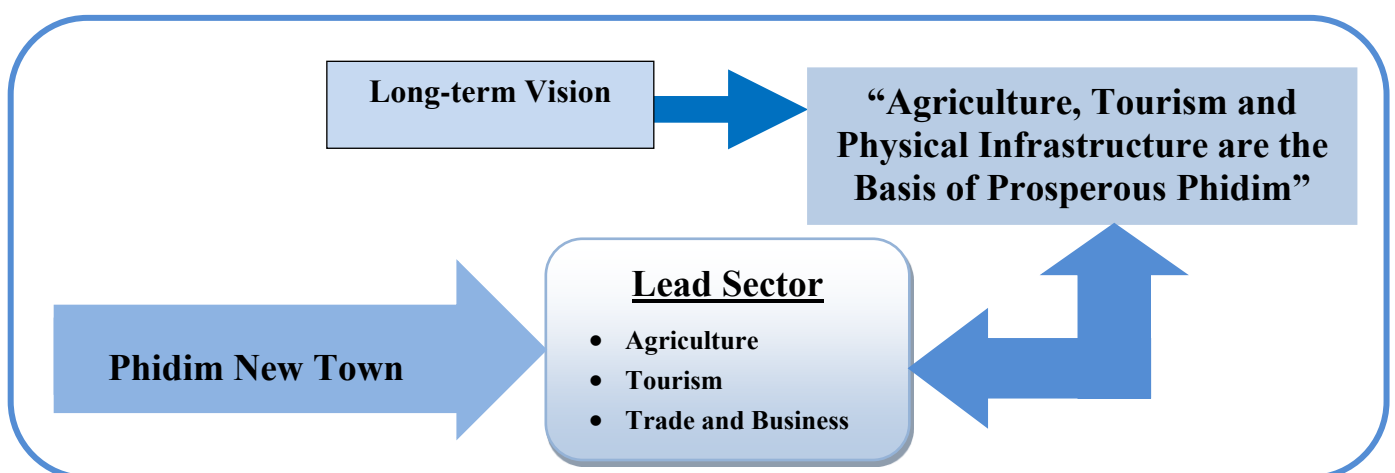 Long-term Vision
“Agriculture, Tourism and
Physical Infrastructure are the
Basis of Prosperous Phidim”
Lead Sector
• Agriculture
• Tourism
• Trade and Business
Phidim New Town